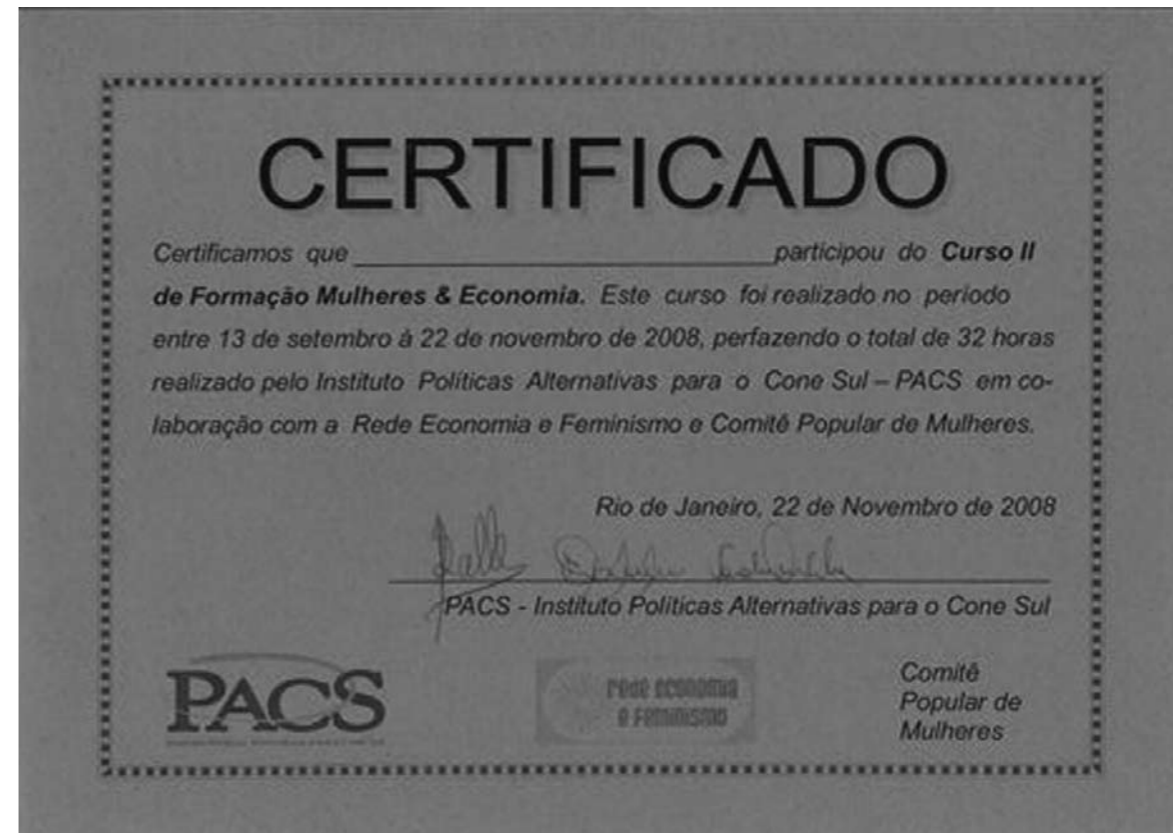 CERTIFICADO
Certificamos que ______________________________ participou do Curso II
de Formação Mulheres & Economia. Este curso foi realizado no período
entre 13 de setembro à 22 de novembro de 2008, perfazendo o total de 32 horas
realizado pelo Instituto Políticas Alternativas para o Cone Sul – PACS em co-
laboração com a Rede Economia e Feminismo e Comitê Popular de Mulheres.
Rio de Janeiro, 22 de Novembro de 2008
PACS - Instituto Políticas Alternativas para o Cone Sul
PACS
rede economia
e feminismo
Comitê
Popular de
Mulheres